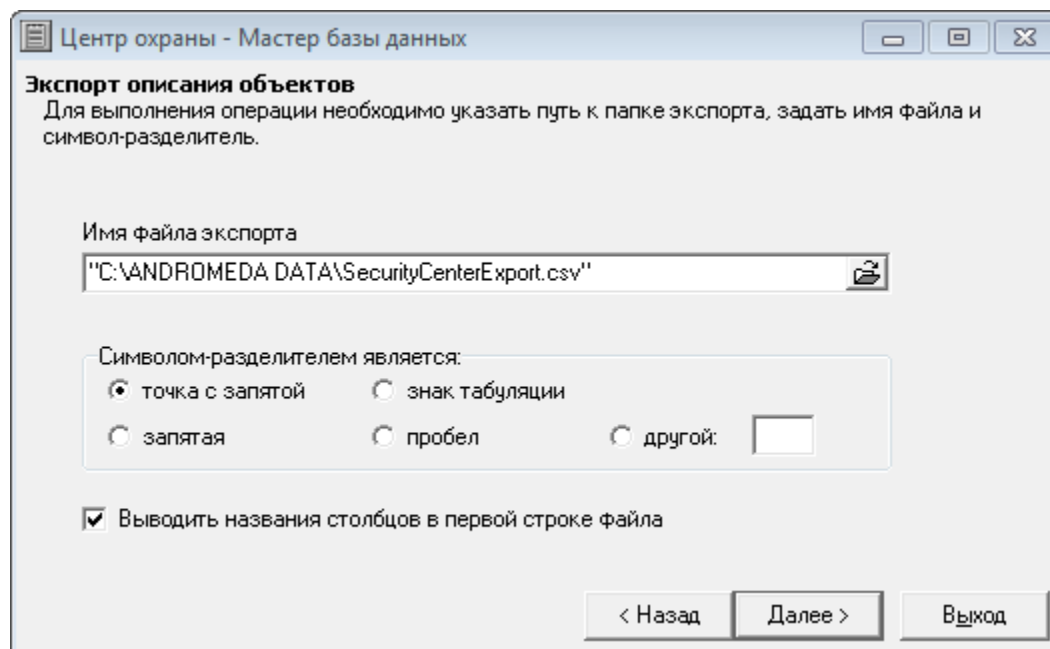 Центр охраны - Мастер базы данных
Экспорт описания объектов
Для выполнения операции необходимо указать путь к папке экспорта, задать имя файла и
символ-разделитель.
Имя файла экспорта
"C:\ANDROMEDA DATA\SecurityCenterExport.csv"
Символом-разделителем является:
точка с запятой знак табуляции
запятая пробел другой:
Выводить названия столбцов в первой строке файла
< Назад Далее > Выход